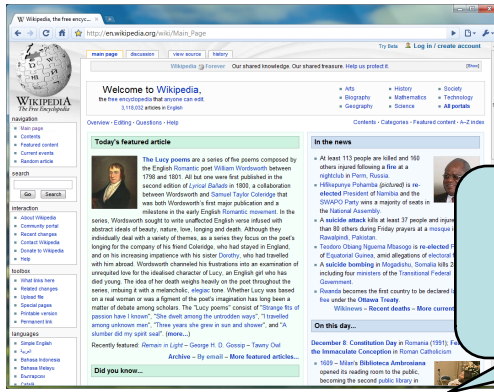 Wikipedia, the free encyc...
http://en.wikipedia.org/wiki/Main_Page
Try Beta Log in / create account
main page discussion view source history
Wikipedia Forever Our shared knowledge. Our shared treasure. Help us protect it. [Show]
WIKIPEDIA
The Free Encyclopedia
navigation
Main page
Contents
Featured content
Current events
Random article
search
Go Search
interaction
About Wikipedia
Community portal
Recent changes
Contact Wikipedia
Donate to Wikipedia
Help
toolbox
What links here
Related changes
Upload file
Special pages
Printable version
Permanent link
languages
Simple English
العربية
Bahasa Indonesia
Bahasa Melayu
Български
Català
Welcome to Wikipedia,
the free encyclopedia that anyone can edit.
3,118,032 articles in English
Arts
Biography
Geography
History
Mathematics
Science
Society
Technology
All portals
Overview · Editing · Questions · Help
Contents · Categories · Featured content · A–Z index
Today's featured article
The Lucy poems are a series of five poems composed by
the English Romantic poet William Wordsworth between
1798 and 1801. All but one were first published in the
second edition of Lyrical Ballads in 1800, a collaboration
between Wordsworth and Samuel Taylor Coleridge that
was both Wordsworth's first major publication and a
milestone in the early English Romantic movement. In the
series, Wordsworth sought to write unaffected English verse infused with
abstract ideals of beauty, nature, love, longing and death. Although they
individually deal with a variety of themes, as a series they focus on the poet's
longing for the company of his friend Coleridge, who had stayed in England,
and on his increasing impatience with his sister Dorothy, who had travelled
with him abroad. Wordsworth channelled his frustrations into an examination of
unrequited love for the idealised character of Lucy, an English girl who has
died young. The idea of her death weighs heavily on the poet throughout the
series, imbuing it with a melancholic, elegiac tone. Whether Lucy was based
on a real woman or was a figment of the poet's imagination has long been a
matter of debate among scholars. The "Lucy poems" consist of "Strange fits of
passion have I known", "She dwelt among the untrodden ways", "I travelled
among unknown men", "Three years she grew in sun and shower", and "A
slumber did my spirit seal". (more...)
Recently featured: Remain in Light – George H. D. Gossip – Tawny Owl
Archive – By email – More featured articles...
Did you know...
In the news
At least 113 people are killed and 160
others injured following a fire at a
nightclub in Perm, Russia.
Hifikepunye Pohamba (pictured) is re-
elected President of Namibia and the
SWAPO Party wins a majority of seats in
the National Assembly.
A suicide attack kills at least 37 people and injure
than 80 others during Friday prayers at a mosque i
Rawalpindi, Pakistan.
Teodoro Obiang Nguema Mbasogo is re-elected P
of Equatorial Guinea, amid allegations of electoral
A suicide bombing in Mogadishu, Somalia kills 2
including four ministers of the Transitional Federal
Government.
Rwanda becomes the first country to be declared la
free under the Ottawa Treaty.
Wikinews – Recent deaths – More current
On this day...
December 8: Constitution Day in Romania (1991); Fea
the Immaculate Conception in Roman Catholicism
1609 – Milan's Biblioteca Ambrosiana
opened its reading room to the public,
becoming the second public library in